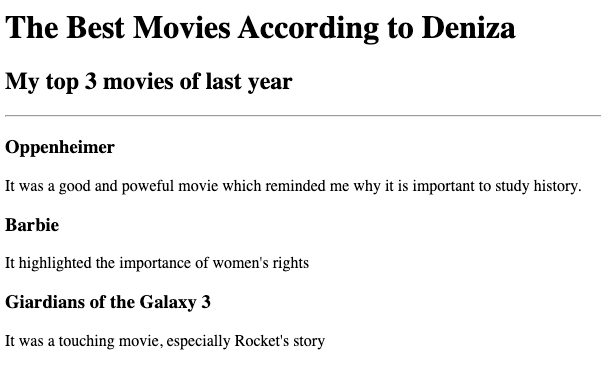 The Best Movies According to Deniza
My top 3 movies of last year
Oppenheimer
It was a good and poweful movie which reminded me why it is important to study history.
Barbie
It highlighted the importance of women's rights
Giardians of the Galaxy 3
It was a touching movie, especially Rocket's story